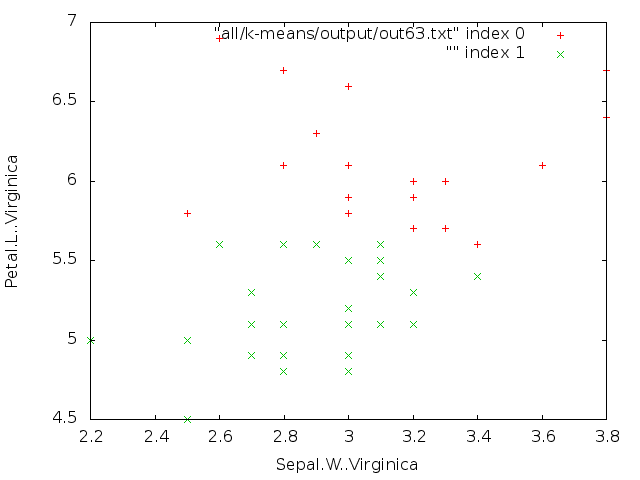 "all/k-means/output/out63.txt" index 0
"" index 1
7
6.5
6
5.5
5
4.5
Petal.L..Virginica
2.2 2.4 2.6 2.8 3 3.2 3.4 3.6 3.8
Sepal.W..Virginica